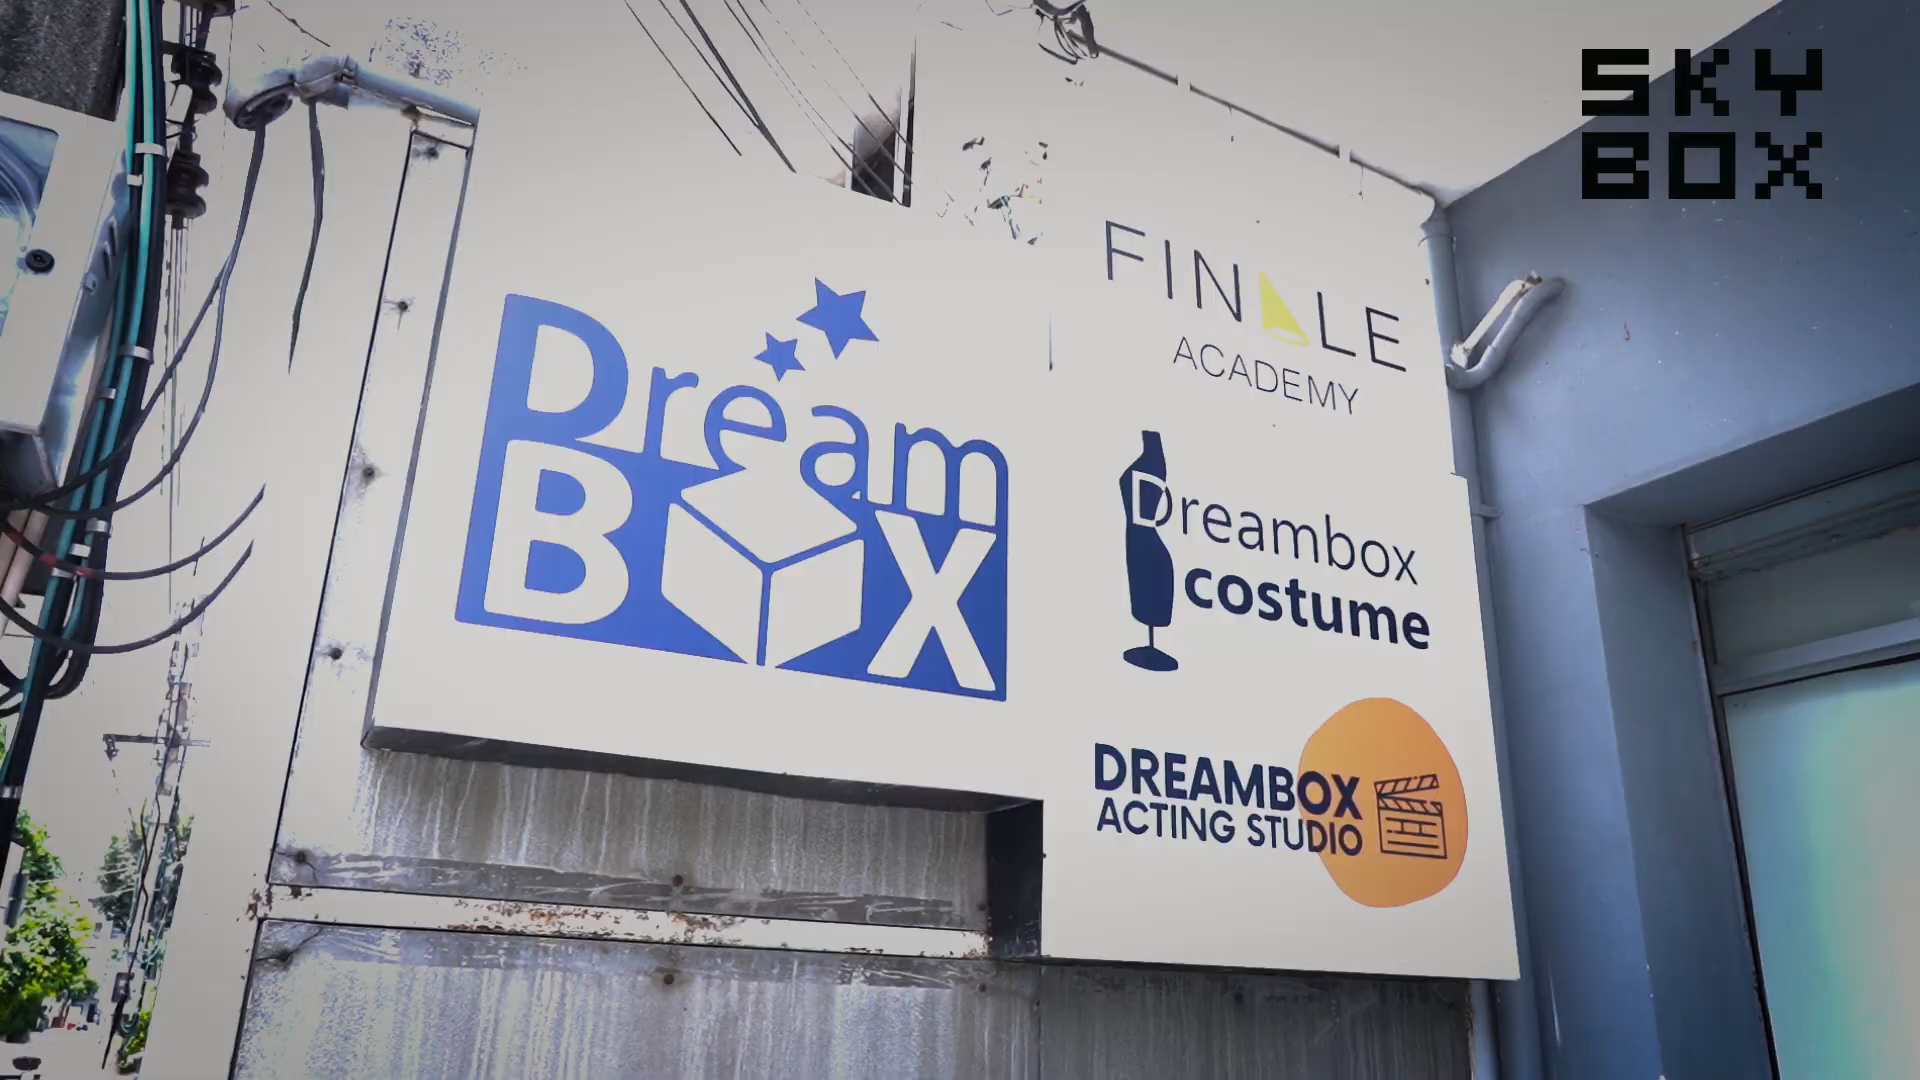 SKY
BOX
Dream
BOX
FINALE
ACADEMY
Dreambox
costume
DREAMBOX
ACTING STUDIO